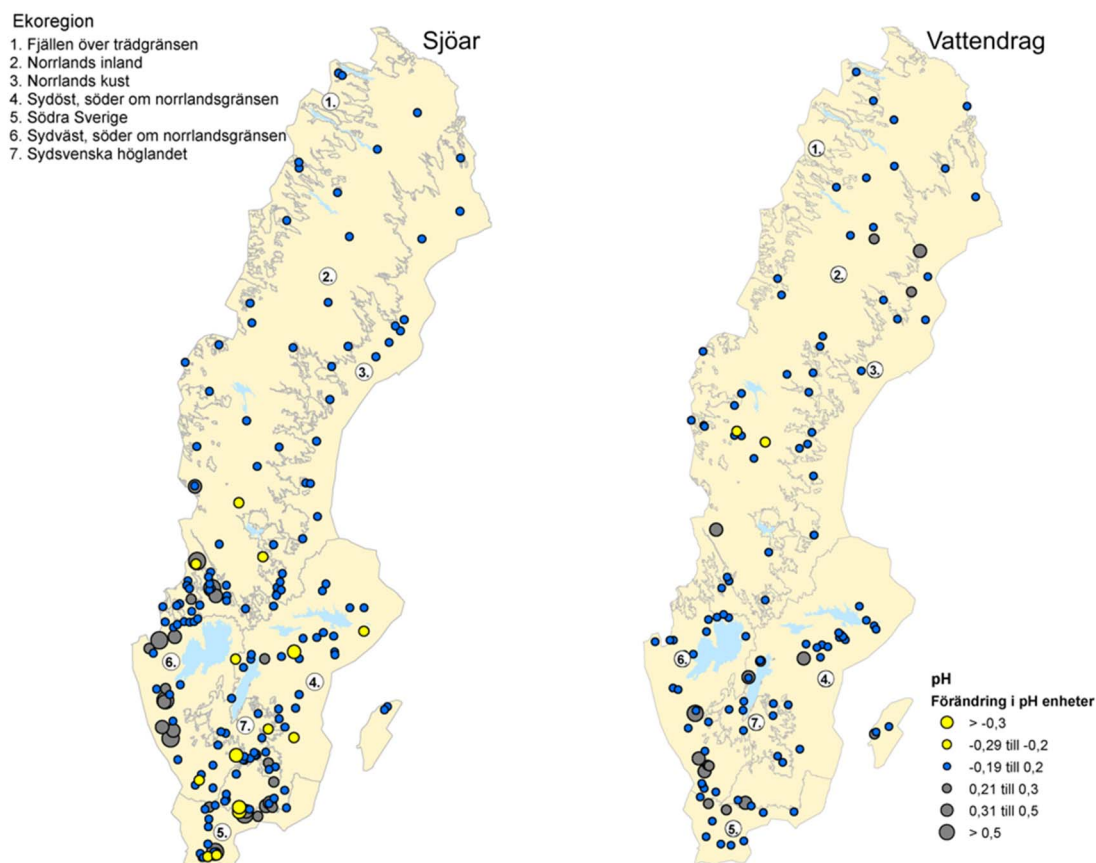 Ekoregion
1. Fjällen över trädgränsen
2. Norrlands inland
3. Norrlands kust
4. Sydöst, söder om norrlandsgränsen
5. Södra Sverige
6. Sydväst, söder om norrlandsgränsen
7. Sydsvenska höglandet
Sjöar
1.
2.
3.
6.
4.
7.
5.
Vattendrag
1.
2.
3.
6.
4.
7.
5.
pH
Förändring i pH enheter
> -0,3
-0,29 till -0,2
-0,19 till 0,2
0,21 till 0,3
0,31 till 0,5
> 0,5